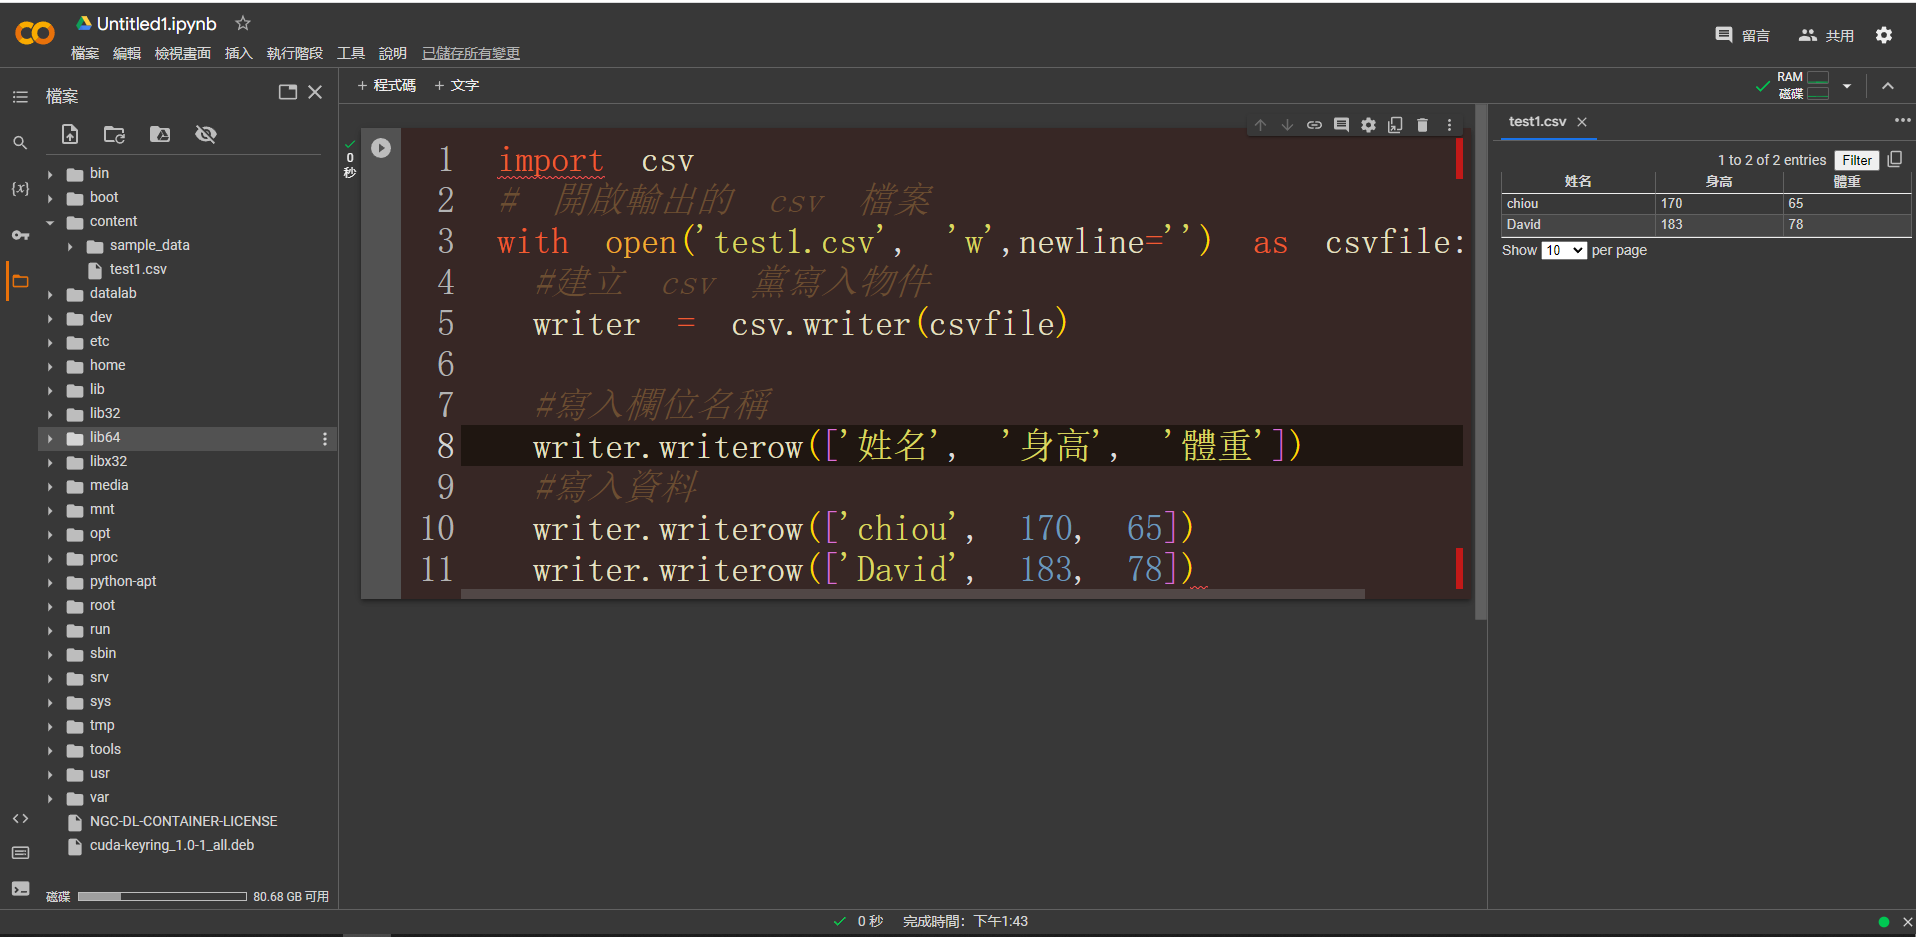 Untitled1.ipynb
檔案 編輯 檢視畫面 插入 執行階段 工具 說明 已儲存所有變更
留言 共用
檔案
+ 程式碼 + 文字
RAM
磁碟
bin
boot
content
sample_data
test1.csv
datalab
dev
etc
home
lib
lib32
lib64
libx32
media
mnt
opt
proc
python-apt
root
run
sbin
srv
sys
tmp
tools
usr
var
NGC-DL-CONTAINER-LICENSE
cuda-keyring_1.0-1_all.deb
磁碟 80.68 GB 可用
{x}
0
秒
1 import csv
2 # 開啟輸出的 csv 檔案
3 with open('test1.csv', 'w',newline='') as csvfile:
4 #建立 csv 黨寫入物件
5 writer = csv.writer(csvfile)
6
7 #寫入欄位名稱
8 writer.writerow(['姓名', '身高', '體重'])
9 #寫入資料
10 writer.writerow(['chiou', 170, 65])
11 writer.writerow(['David', 183, 78])
test1.csv
1 to 2 of 2 entries Filter
姓名 身高 體重
chiou 170 65
David 183 78
Show 10 per page
0 秒 完成時間：下午1:43